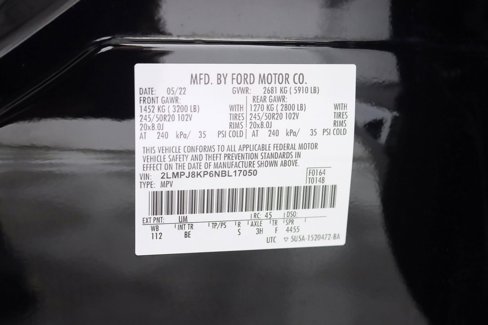 MFD. BY FORD MOTOR CO.
DATE: 05/22 GVWR: 2681 KG ( 5910 LB)
FRONT GAWR: REAR GAWR:
1452 KG ( 3200 LB) WITH 1270 KG ( 2800 LB) WITH
245/50R20 102V TIRES 245/50R20 102V TIRES
20x8.0J RIMS 20x8.0J RIMS
AT 240 kPa/ 35 PSI COLD AT 240 kPa/ 35 PSI COLD
THIS VEHICLE CONFORMS TO ALL APPLICABLE FEDERAL MOTOR
VEHICLE SAFETY AND THEFT PREVENTION STANDARDS IN
EFFECT ON THE DATE OF MANUFACTURE SHOWN ABOVE.
VIN: 2LMPJ8KP6NBL17050 F0164
TYPE: MPV T0148
EXT PNT: UM RC: 45 DSO:
WB INT TR TP/PS R AXLE TR SPR
112 BE S 3H F 4455
UTC 5U5A-1520472-BA